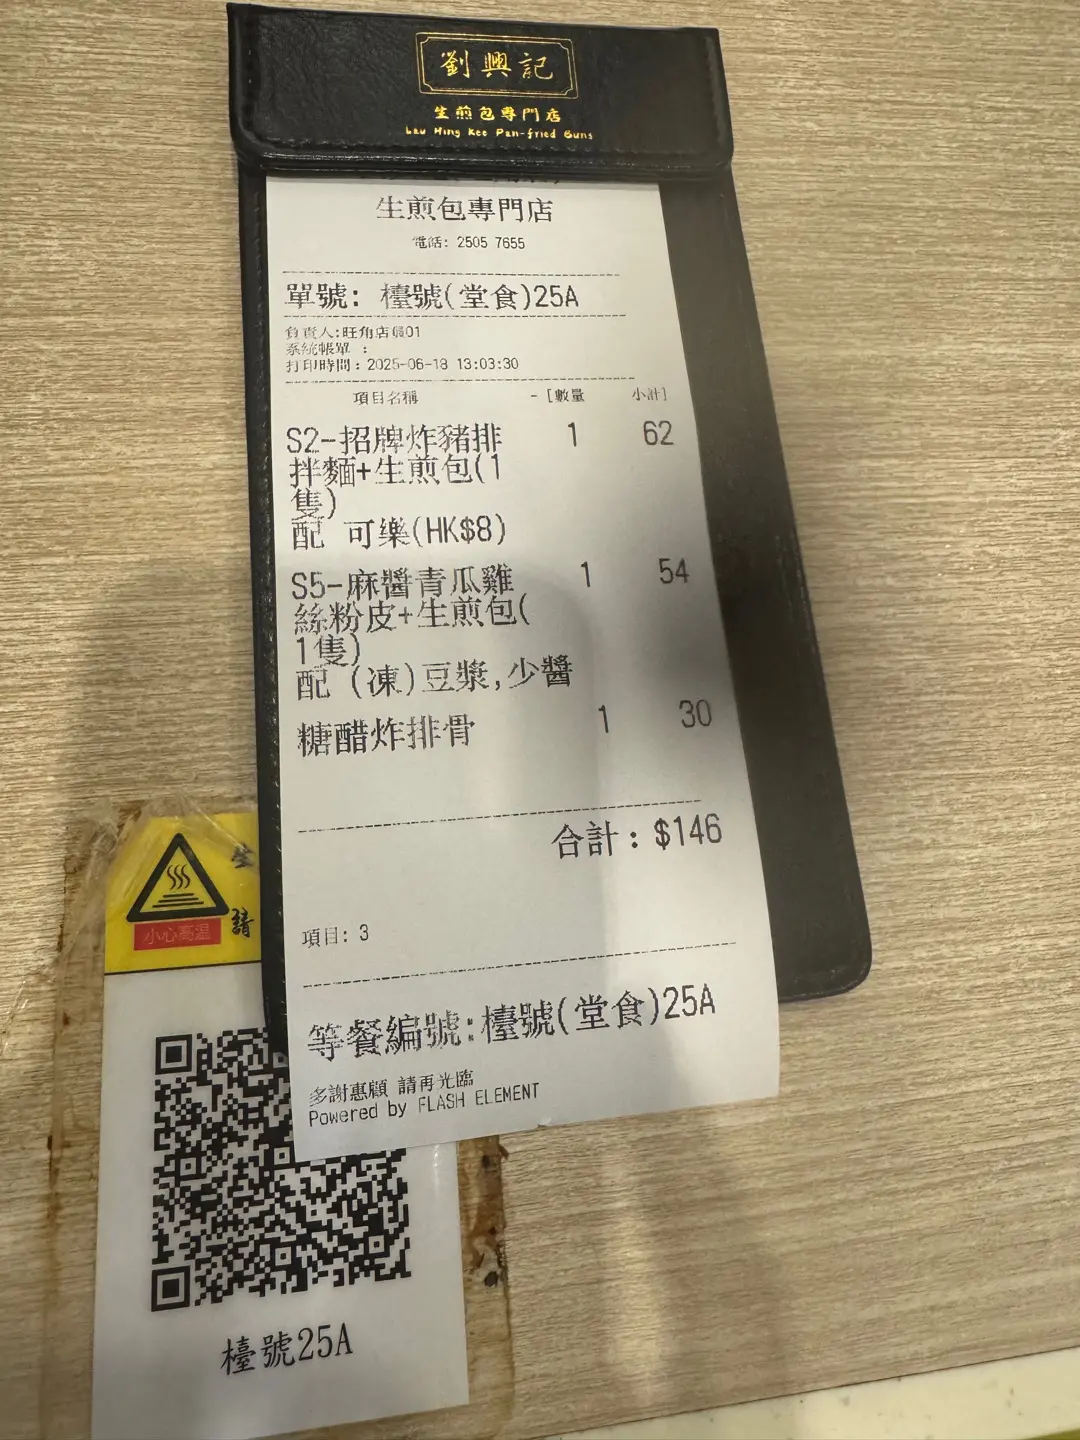 劉興記
生煎包專門店
Lau Hing Kee Pan-fried Buns
生煎包專門店
電話: 2505 7655
單號: 檯號(堂食)25A
負責人:旺角店員01
系統帳單 :
打印時間:2025-06-18 13:03:30
項目名稱 -[數量 小計]
S2-招牌炸豬排 1 62
拌麵+生煎包(1
隻)
配 可樂(HK$8)
S5-麻醬青瓜雞 1 54
絲粉皮+生煎包(
1隻)
配 (凍)豆漿,少醬
糖醋炸排骨 1 30
合計:$146
項目: 3
等餐編號:檯號(堂食)25A
多謝惠顧 請再光臨
Powered by FLASH ELEMENT
生
請
小心高溫
檯號25A